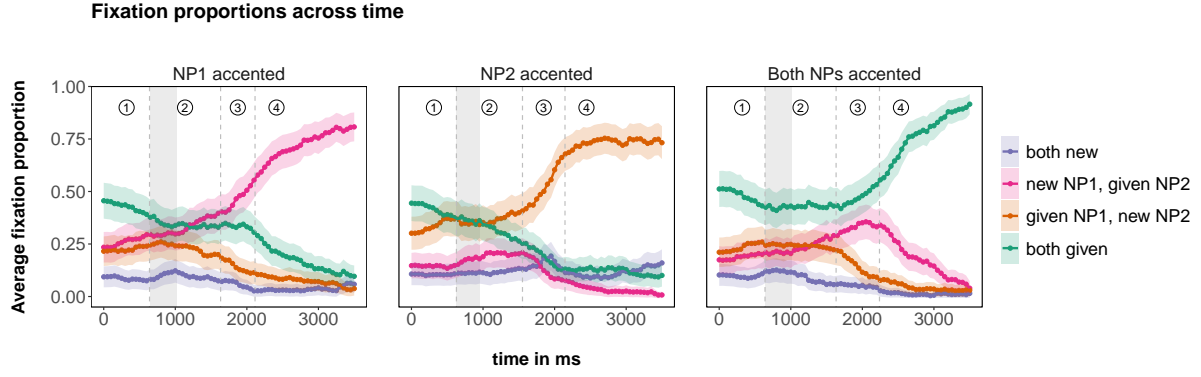 Fixation proportions across time
NP1 accented
NP2 accented
Both NPs accented
Average fixation proportion
1.00
0.75
0.50
0.25
0.00
① ② ③ ④
① ② ③ ④
① ② ③ ④
0 1000 2000 3000
0 1000 2000 3000
0 1000 2000 3000
time in ms
both new
new NP1, given NP2
given NP1, new NP2
both given